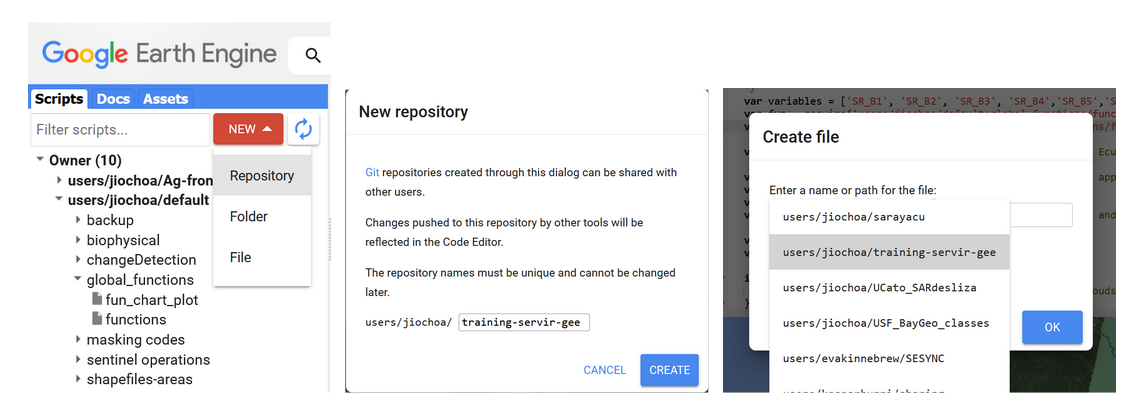 Google Earth Engine
Scripts Docs Assets
Filter scripts...
NEW
Owner (10)
users/jiochoa/Ag-fron
users/jiochoa/default
backup
biophysical
changeDetection
global_functions
fun_chart_plot
functions
masking codes
sentinel operations
shapefiles-areas
Repository
Folder
File
New repository
Git repositories created through this dialog can be shared with
other users.
Changes pushed to this repository by other tools will be
reflected in the Code Editor.
The repository names must be unique and cannot be changed
later.
users/jiochoa/ training-servir-gee
CANCEL CREATE
var variables = ['SR_B1', 'SR_B2', 'SR_B3', 'SR_B4','SR_B5','S
Create file
Enter a name or path for the file:
users/jiochoa/sarayacu
users/jiochoa/training-servir-gee
users/jiochoa/UCato_SARdesliza
users/jiochoa/USF_BayGeo_classes
users/evakinnebrew/SESYNC
OK
Ecu
app
and